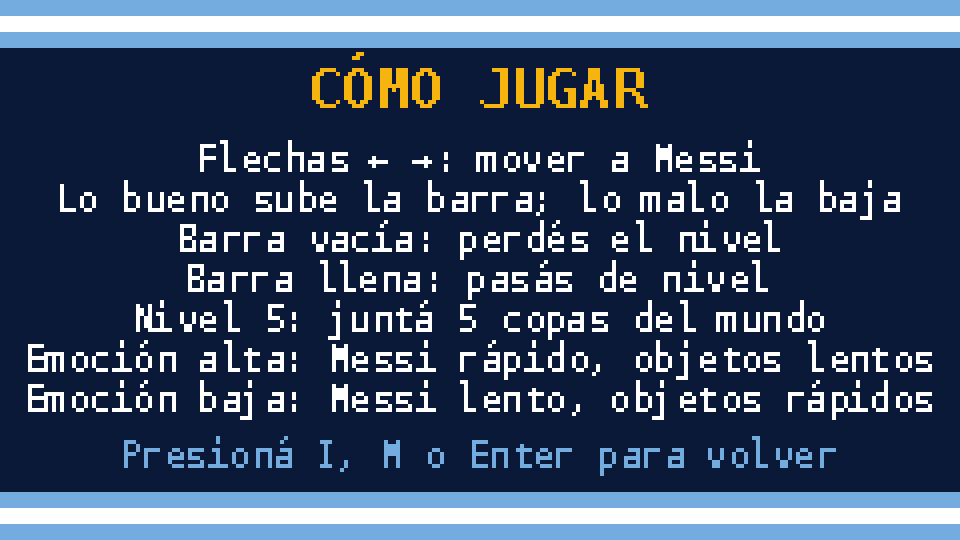 CÓMO JUGAR
Flechas ← →: mover a Messi
Lo bueno sube la barra; lo malo la baja
Barra vacía: perdés el nivel
Barra llena: pasás de nivel
Nivel 5: juntá 5 copas del mundo
Emoción alta: Messi rápido, objetos lentos
Emoción baja: Messi lento, objetos rápidos
Presioná I, M o Enter para volver